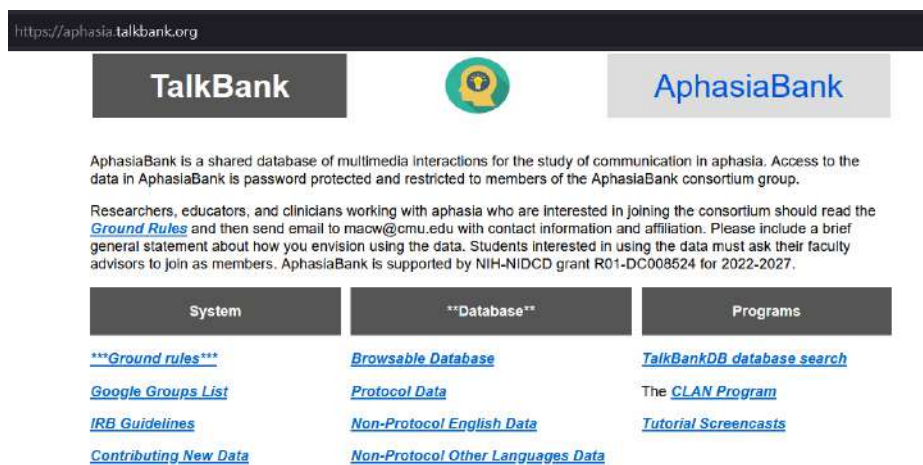 https://aphasia.talkbank.org
TalkBank
AphasiaBank
AphasiaBank is a shared database of multimedia interactions for the study of communication in aphasia. Access to the
data in AphasiaBank is password protected and restricted to members of the AphasiaBank consortium group.
Researchers, educators, and clinicians working with aphasia who are interested in joining the consortium should read the
Ground Rules and then send email to macw@cmu.edu with contact information and affiliation. Please include a brief
general statement about how you envision using the data. Students interested in using the data must ask their faculty
advisors to join as members. AphasiaBank is supported by NIH-NIDCD grant R01-DC008524 for 2022-2027.
System
**Database**
Programs
***Ground rules***
Browsable Database
TalkBankDB database search
Google Groups List
Protocol Data
The CLAN Program
IRB Guidelines
Non-Protocol English Data
Tutorial Screencasts
Contributing New Data
Non-Protocol Other Languages Data